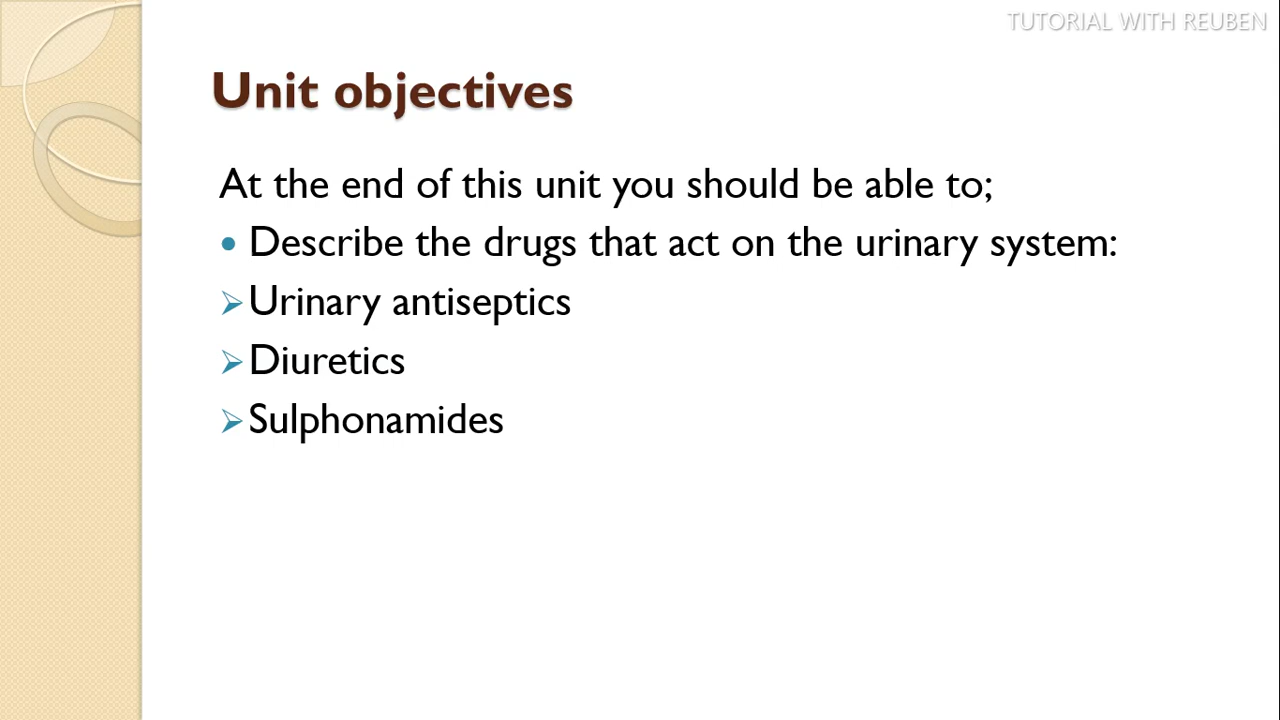 TUTORIAL WITH REUBEN
Unit objectives
At the end of this unit you should be able to;
• Describe the drugs that act on the urinary system:
➢ Urinary antiseptics
➢ Diuretics
➢ Sulphonamides